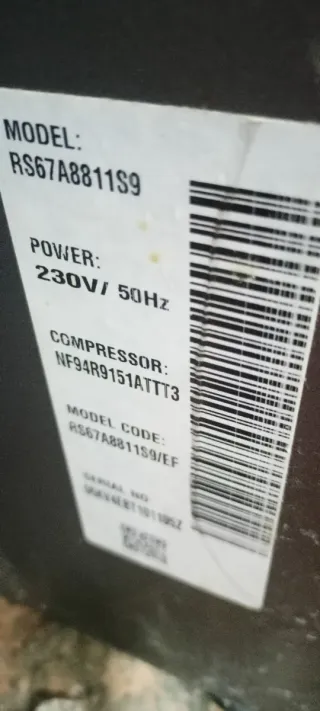 MODEL:
RS67A8811S9
POWER:
230V/ 50Hz
COMPRESSOR:
NF94R9151ATTT3
MODEL CODE:
RS67A8811S9/EF
SERIAL NO